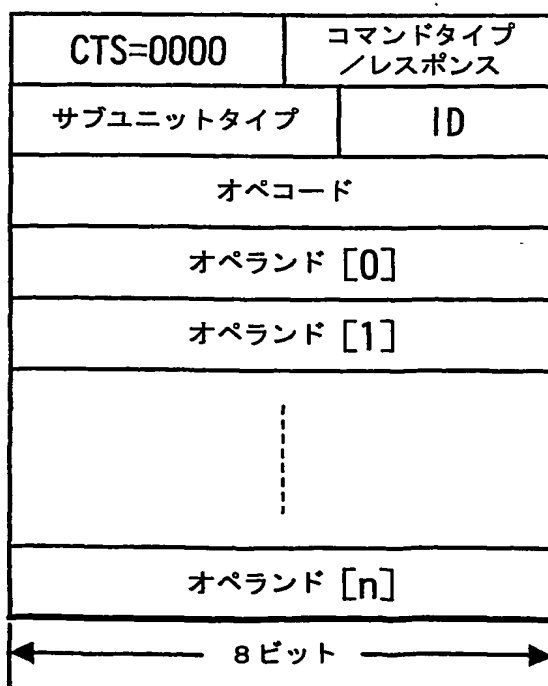 CTS=0000
コマンドタイプ
／レスポンス
サブユニットタイプ
ID
オペコード
オペランド [0]
オペランド [1]
オペランド [n]
8ビット